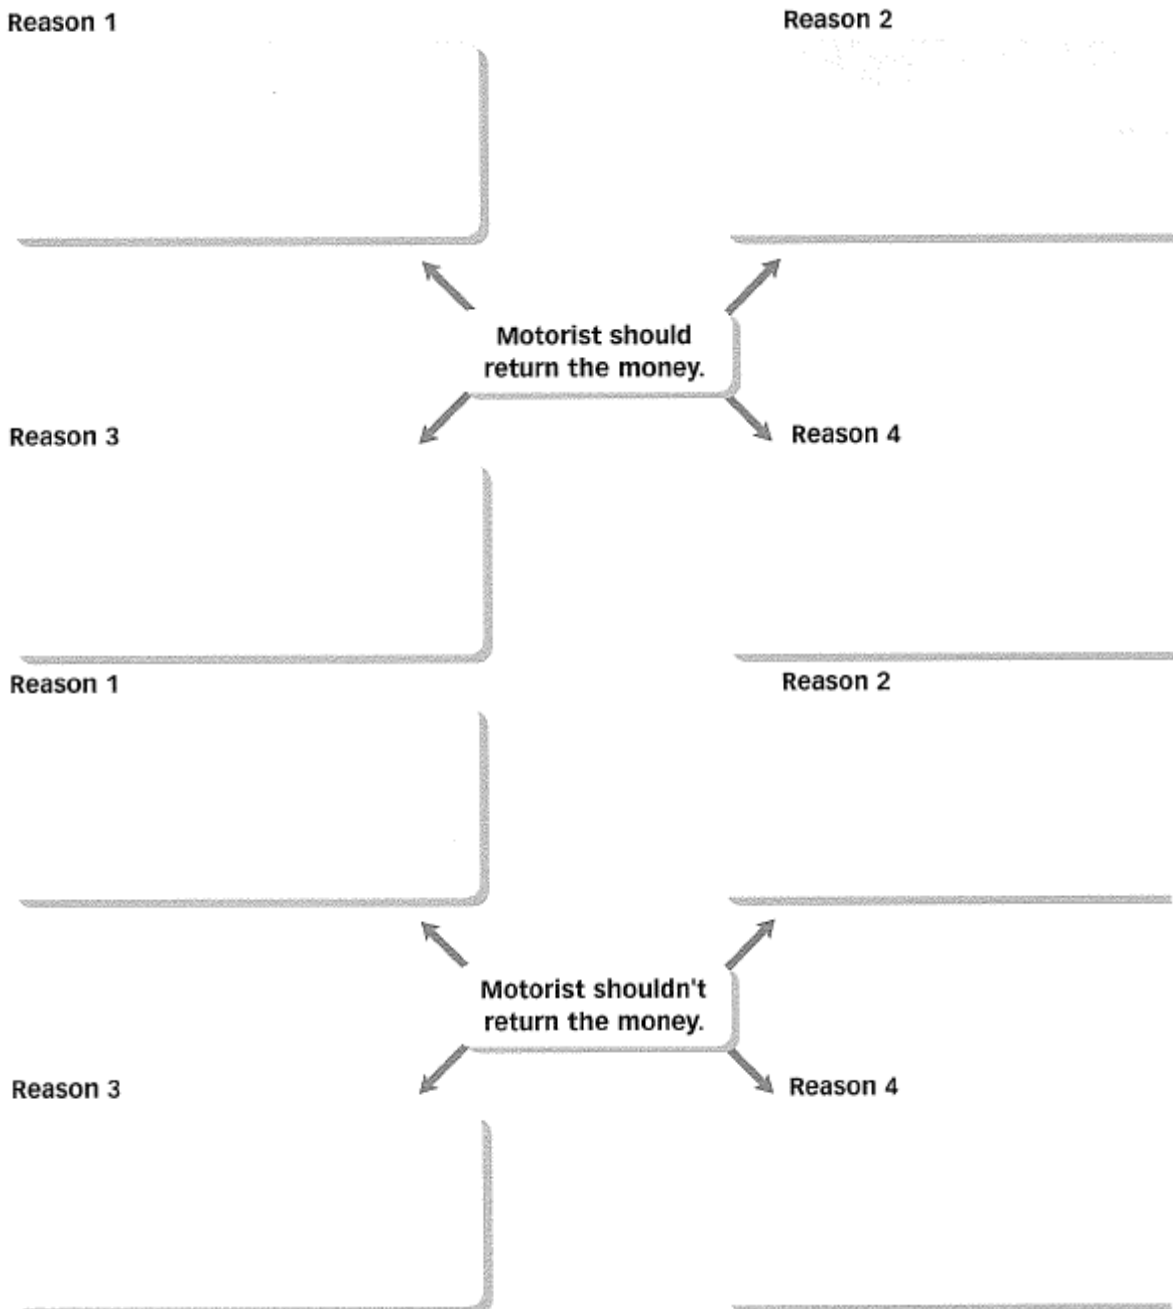 Reason 1
Reason 2
Motorist should
return the money.
Reason 3
Reason 4
Reason 1
Reason 2
Motorist shouldn't
return the money.
Reason 3
Reason 4